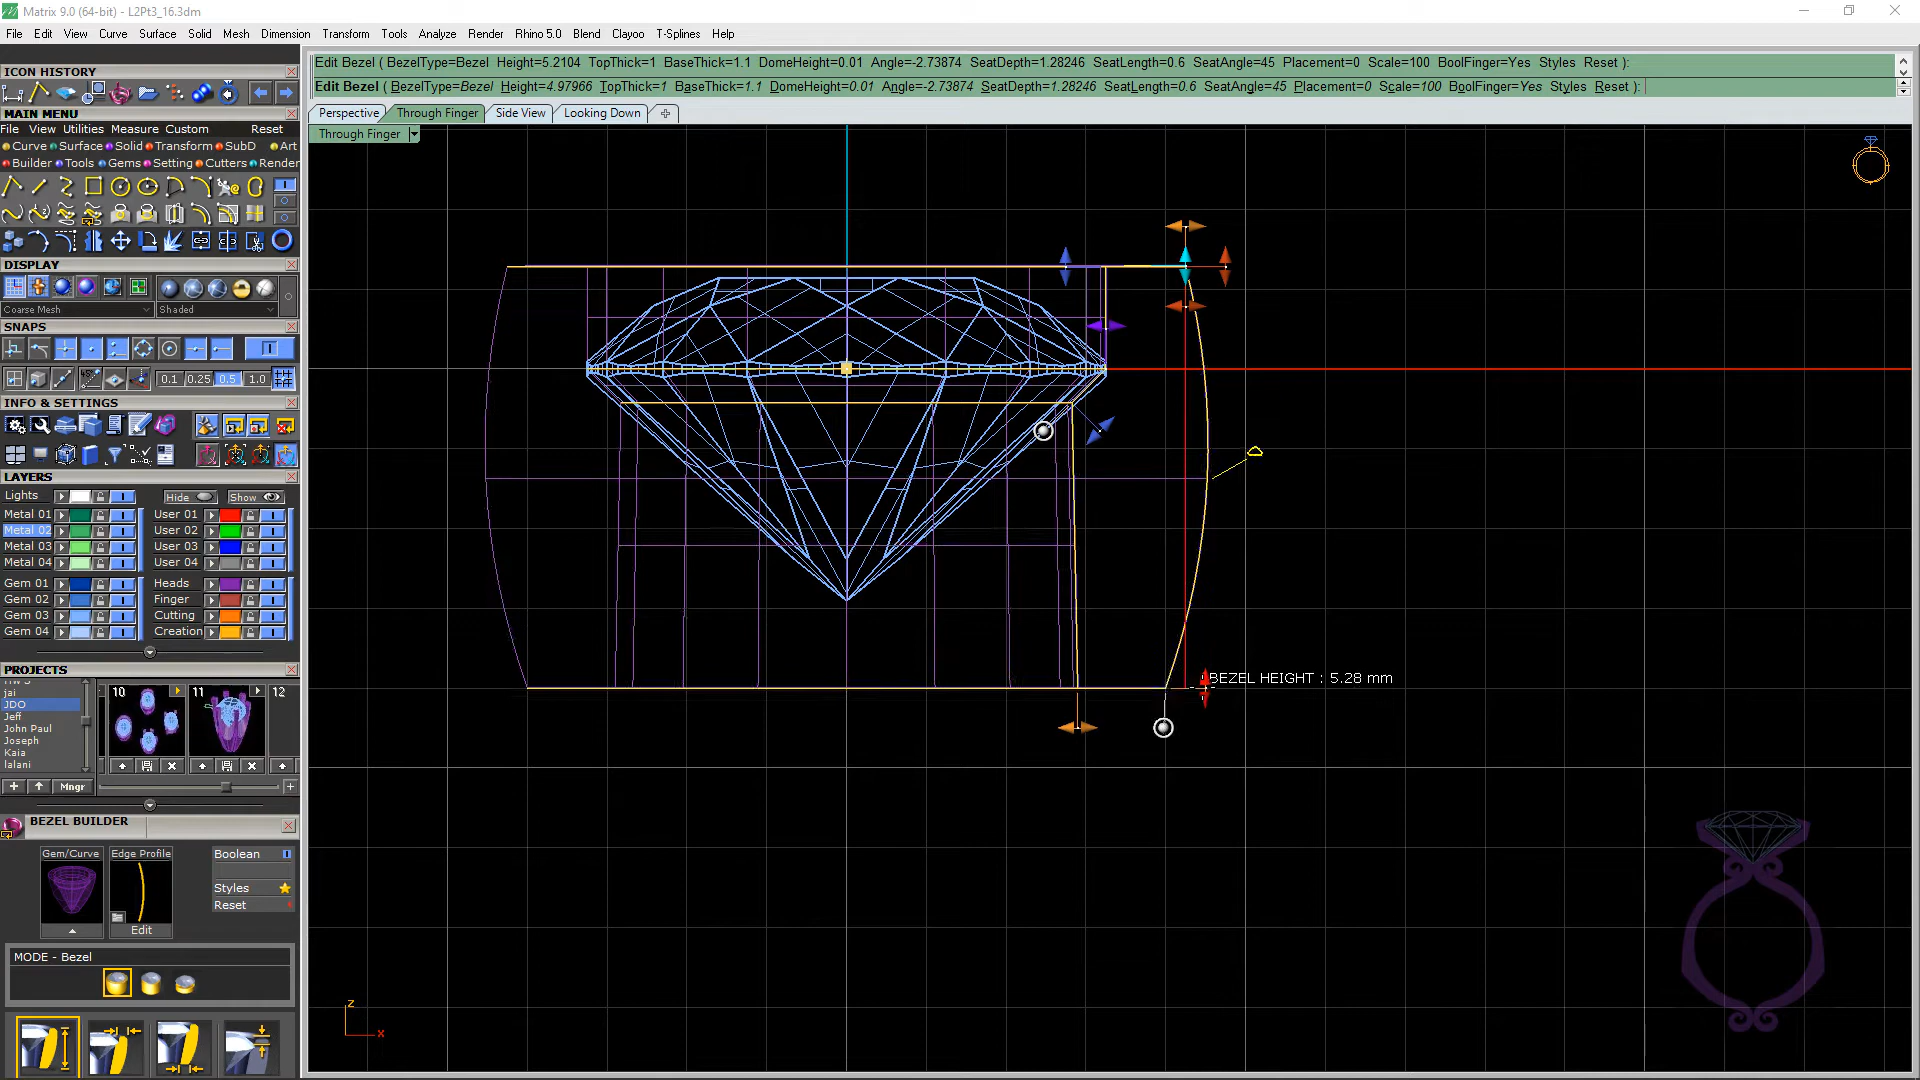 Matrix 9.0 (64-bit) - L2Pt3_16.3dm
File Edit View Curve Surface Solid Mesh Dimension Transform Tools Analyze Render Rhino 5.0 Blend Clayoo T-Splines Help
ICON HISTORY
Edit Bezel ( BezelType=Bezel Height=5.2104 TopThick=1 BaseThick=1.1 DomeHeight=0.01 Angle=-2.73874 SeatDepth=1.28246 SeatLength=0.6 SeatAngle=45 Placement=0 Scale=100 BoolFinger=Yes Styles Reset ):
Edit Bezel ( BezelType=Bezel Height=4.97966 TopThick=1 BaseThick=1.1 DomeHeight=0.01 Angle=-2.73874 SeatDepth=1.28246 SeatLength=0.6 SeatAngle=45 Placement=0 Scale=100 BoolFinger=Yes Styles Reset ):
Perspective Through Finger Side View Looking Down
Through Finger
MAIN MENU
File View Utilities Measure Custom Reset
Curve Surface Solid Transform SubD Art
Builder Tools Gems Setting Cutters Render
DISPLAY
Coarse Mesh Shaded
SNAPS
0.1 0.25 0.5 1.0
INFO & SETTINGS
LAYERS
Lights Hide Show
Metal 01 User 01
Metal 02 User 02
Metal 03 User 03
Metal 04 User 04
Gem 01 Heads
Gem 02 Finger
Gem 03 Cutting
Gem 04 Creation
PROJECTS
jai
JDO
Jeff
John Paul
Joseph
Kaia
lalani
10 11 12
Mngr
BEZEL BUILDER
Gem/Curve Edge Profile Boolean
Styles
Reset
Edit
MODE - Bezel
BEZEL HEIGHT : 5.28 mm
z
x